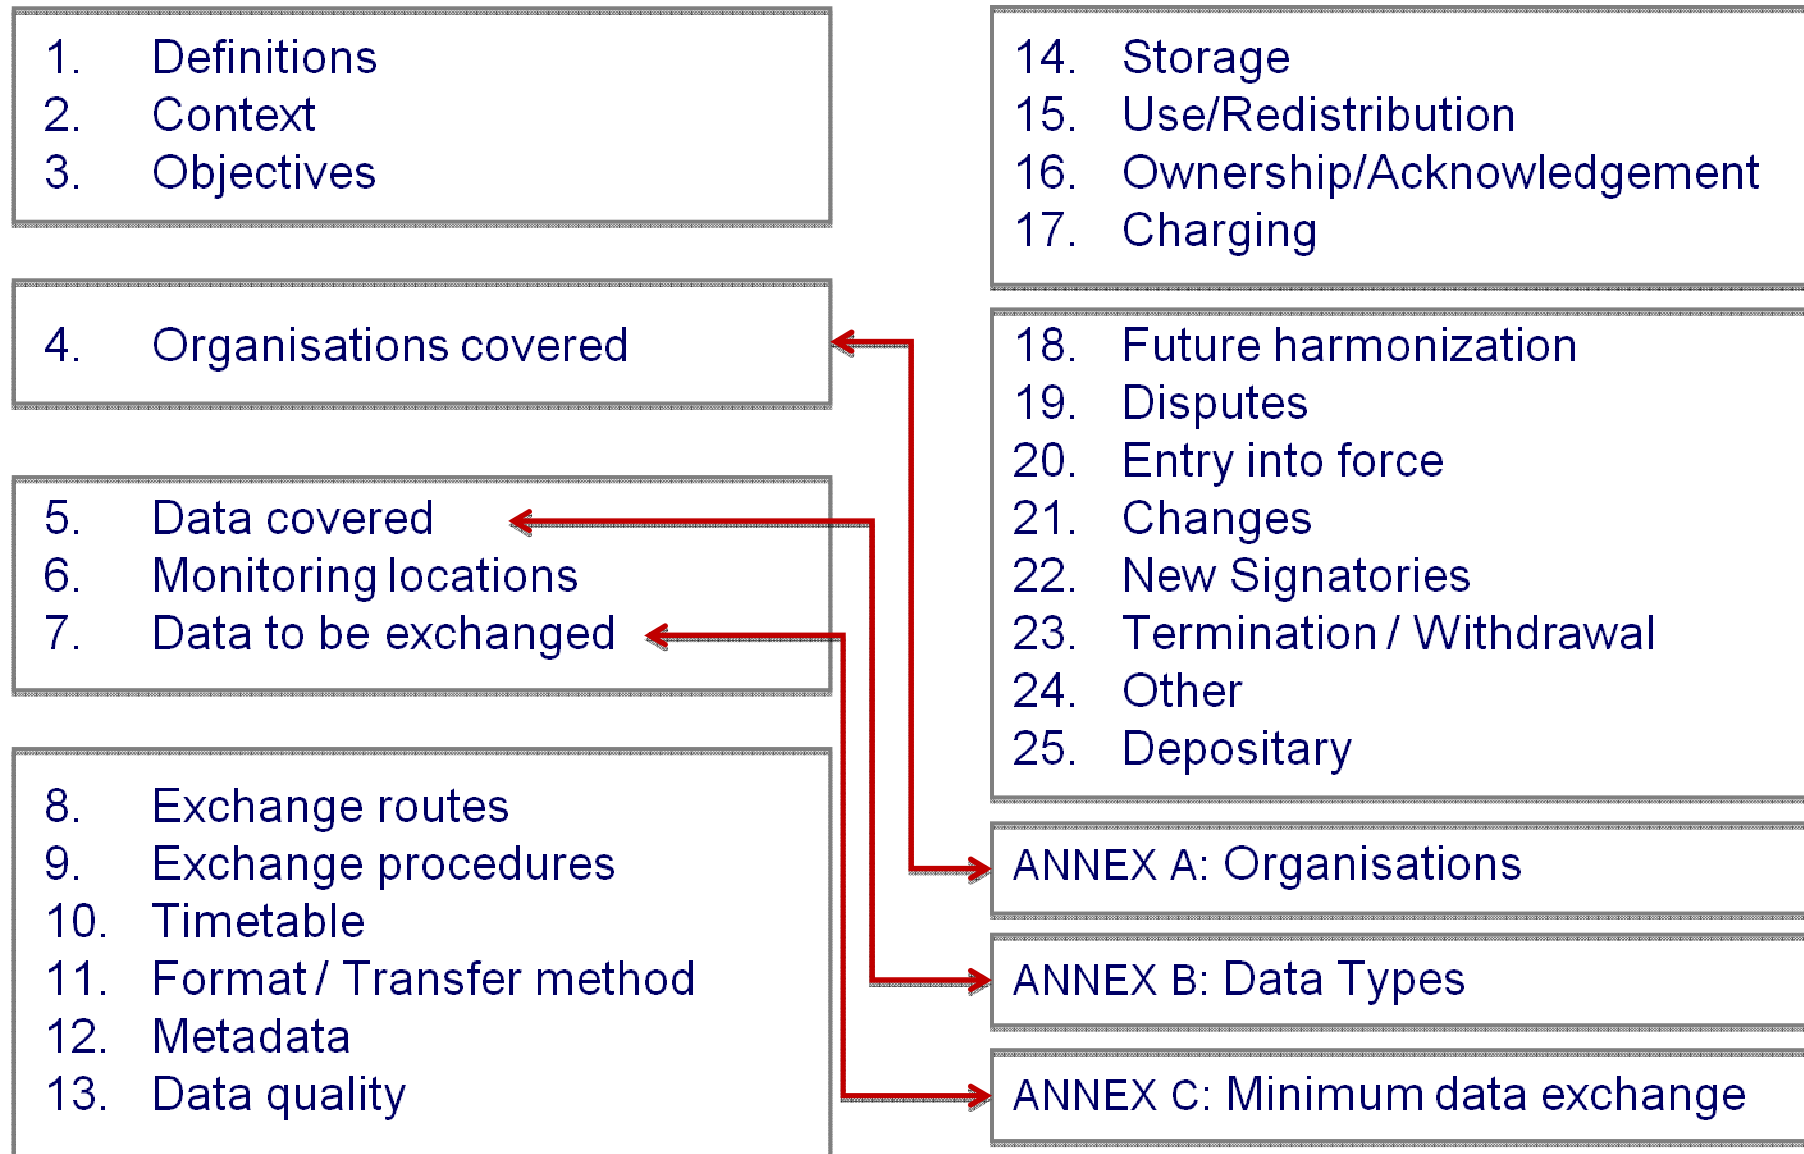 1. Definitions
2. Context
3. Objectives
4. Organisations covered
5. Data covered
6. Monitoring locations
7. Data to be exchanged
8. Exchange routes
9. Exchange procedures
10. Timetable
11. Format / Transfer method
12. Metadata
13. Data quality
14. Storage
15. Use/Redistribution
16. Ownership/Acknowledgement
17. Charging
18. Future harmonization
19. Disputes
20. Entry into force
21. Changes
22. New Signatories
23. Termination / Withdrawal
24. Other
25. Depositary
ANNEX A: Organisations
ANNEX B: Data Types
ANNEX C: Minimum data exchange